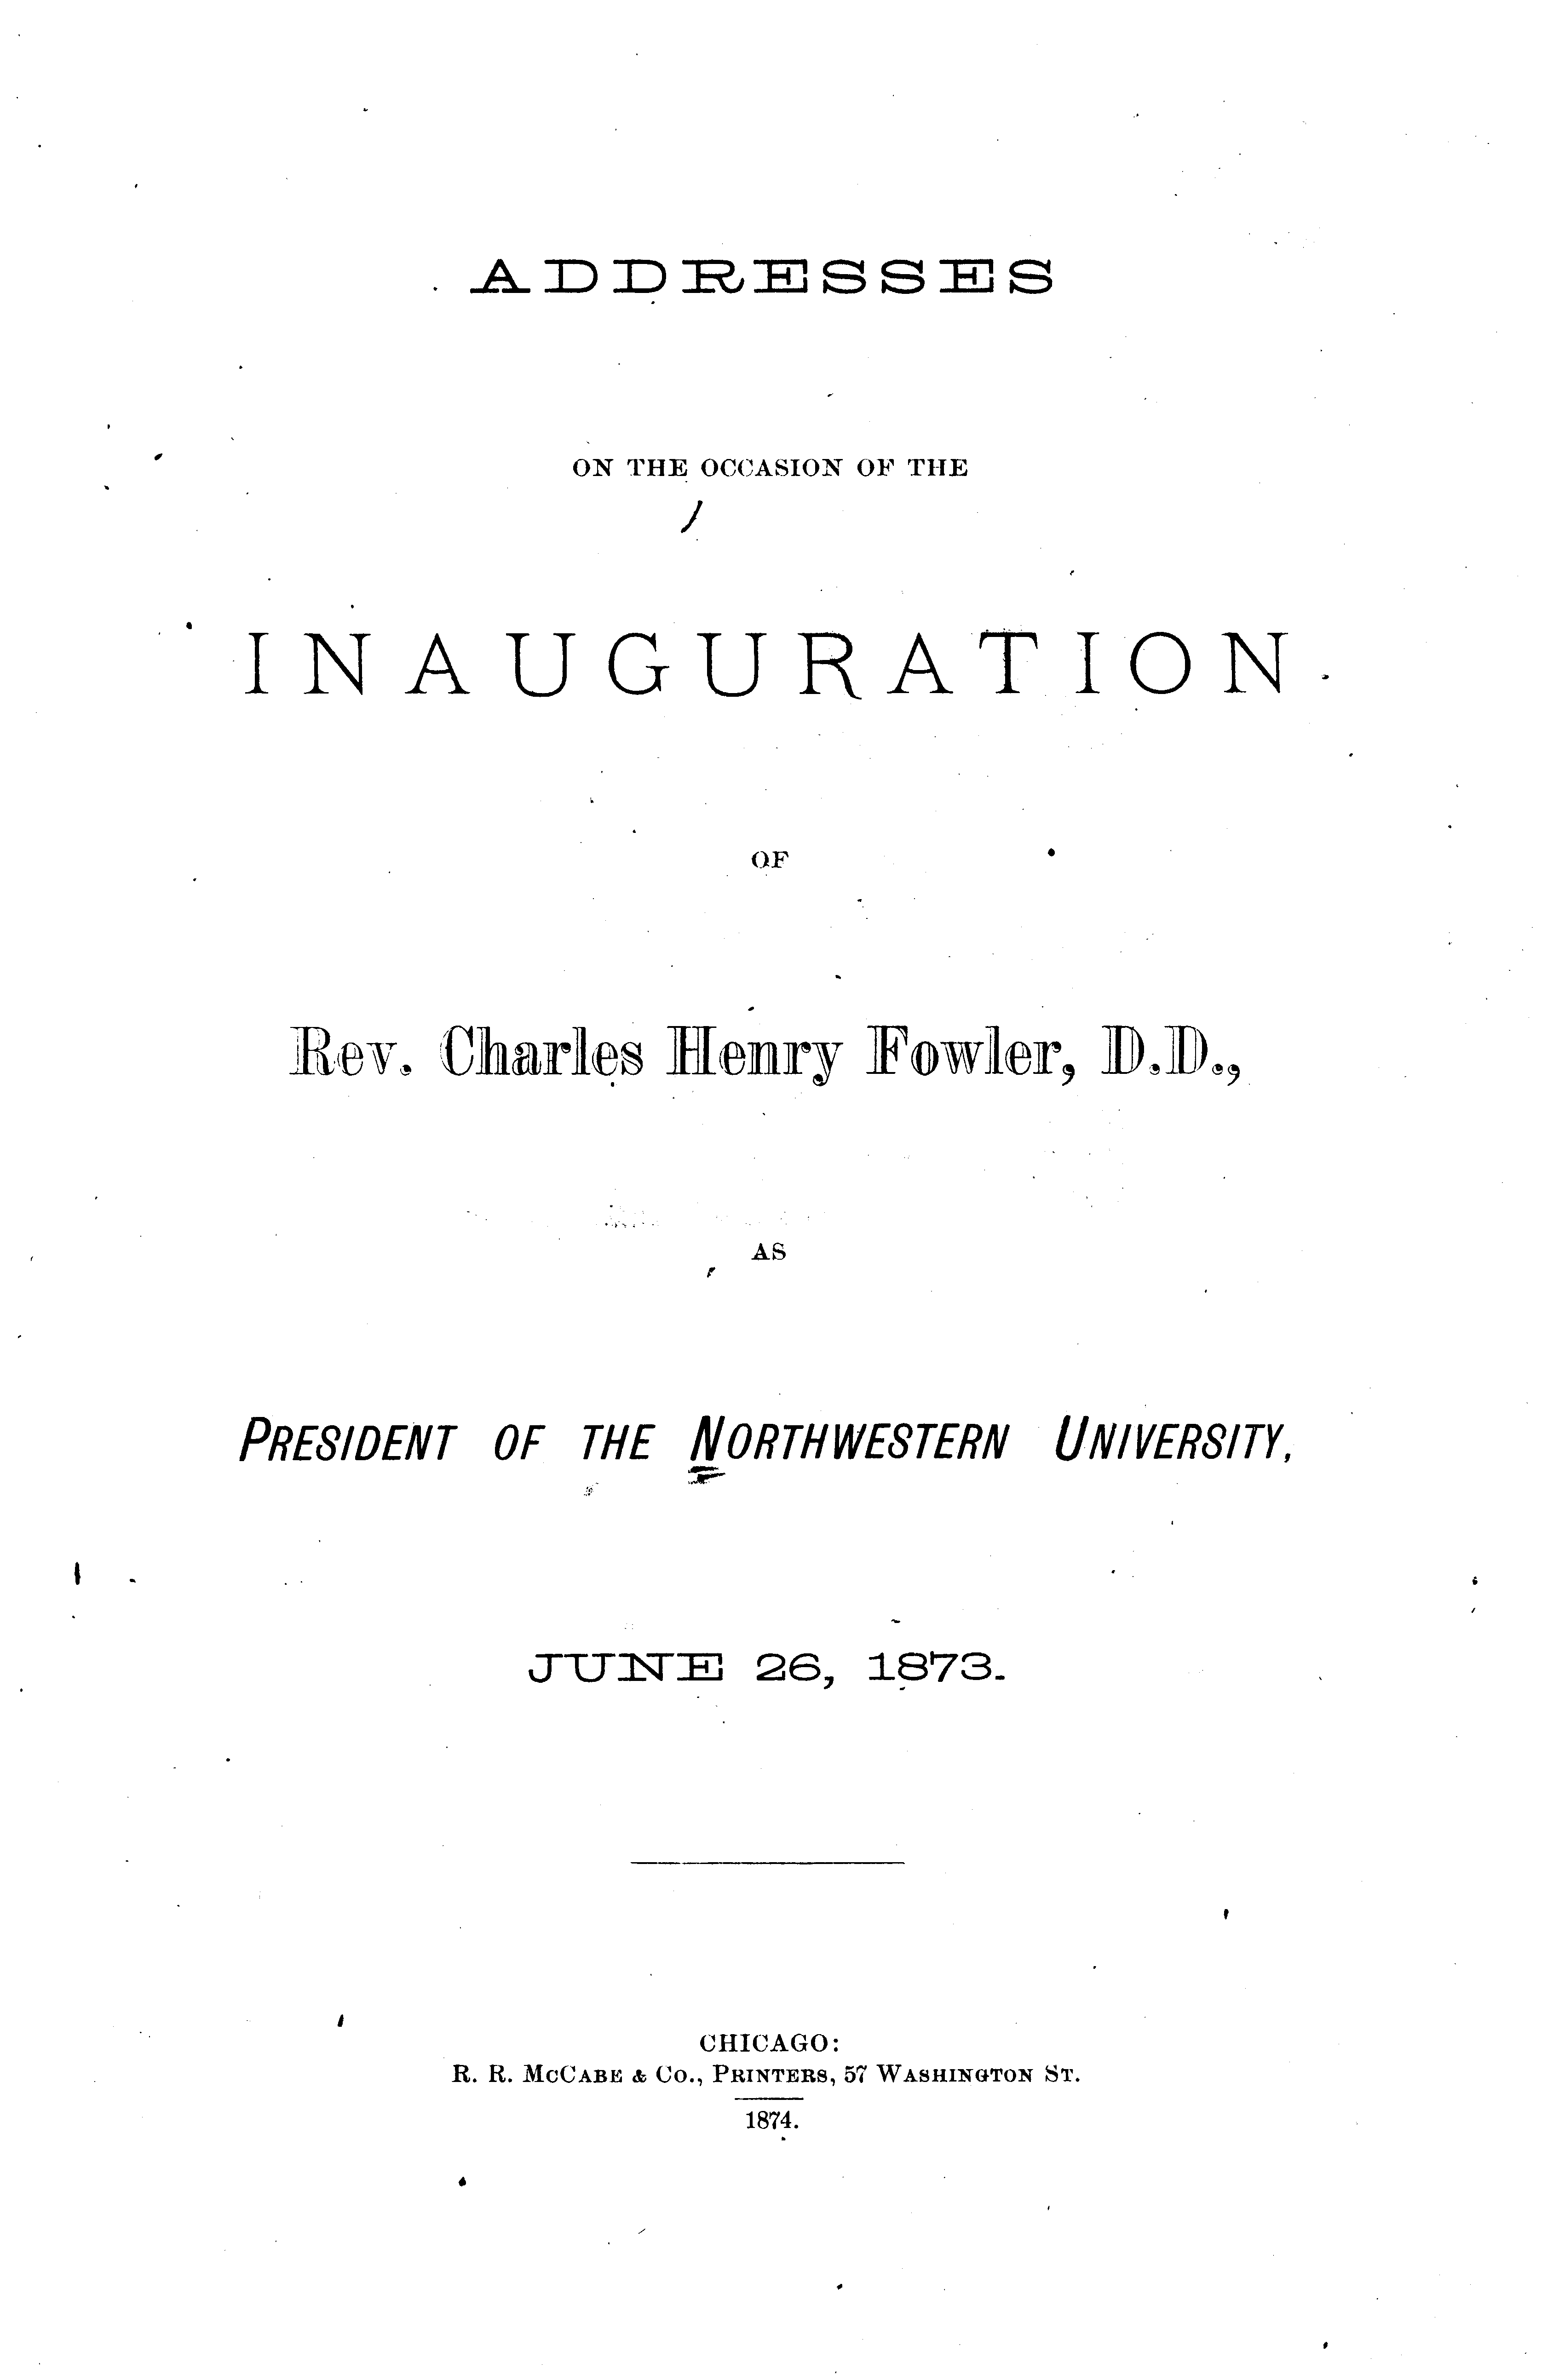 ADDRESSES
ON THE OCCASION OF THE
INAUGURATION
OF
Rev. Charles Henry Fowler, D.D.,
AS
PRESIDENT OF THE NORTHWESTERN UNIVERSITY,
JUNE 26, 1873.
CHICAGO:
R. R. McCabe & Co., Printers, 57 Washington St.
1874.